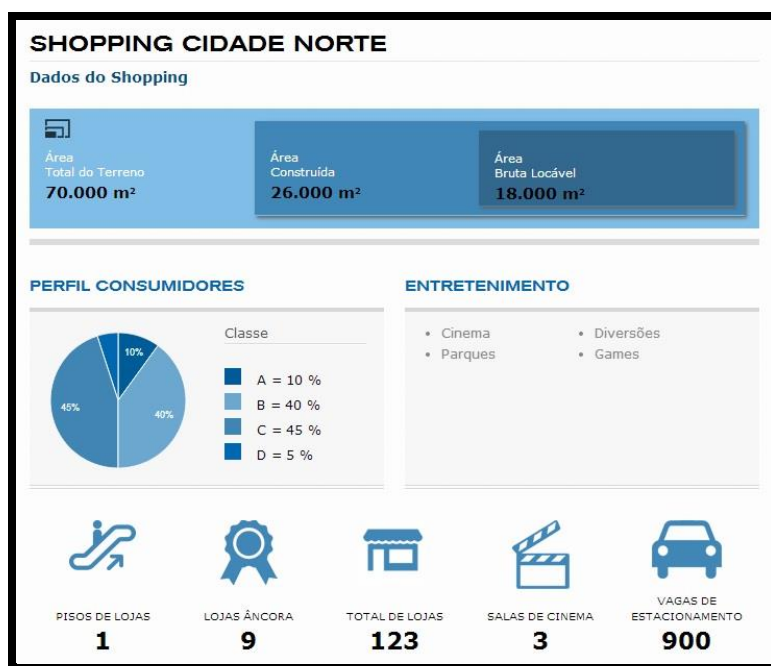 SHOPPING CIDADE NORTE
Dados do Shopping
Área
Total do Terreno
70.000 m²
Área
Construída
26.000 m²
Área
Bruta Locável
18.000 m²
PERFIL CONSUMIDORES
10%
40%
45%
Classe
A = 10 %
B = 40 %
C = 45 %
D = 5 %
ENTRETENIMENTO
• Cinema
• Parques
• Diversões
• Games
PISOS DE LOJAS
1
LOJAS ÂNCORA
9
TOTAL DE LOJAS
123
SALAS DE CINEMA
3
VAGAS DE
ESTACIONAMENTO
900